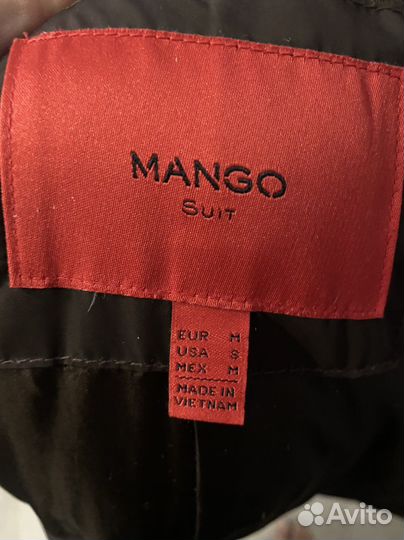 MANGO
SUIT
EUR M
USA S
MEX M
MADE IN
VIETNAM
Avito